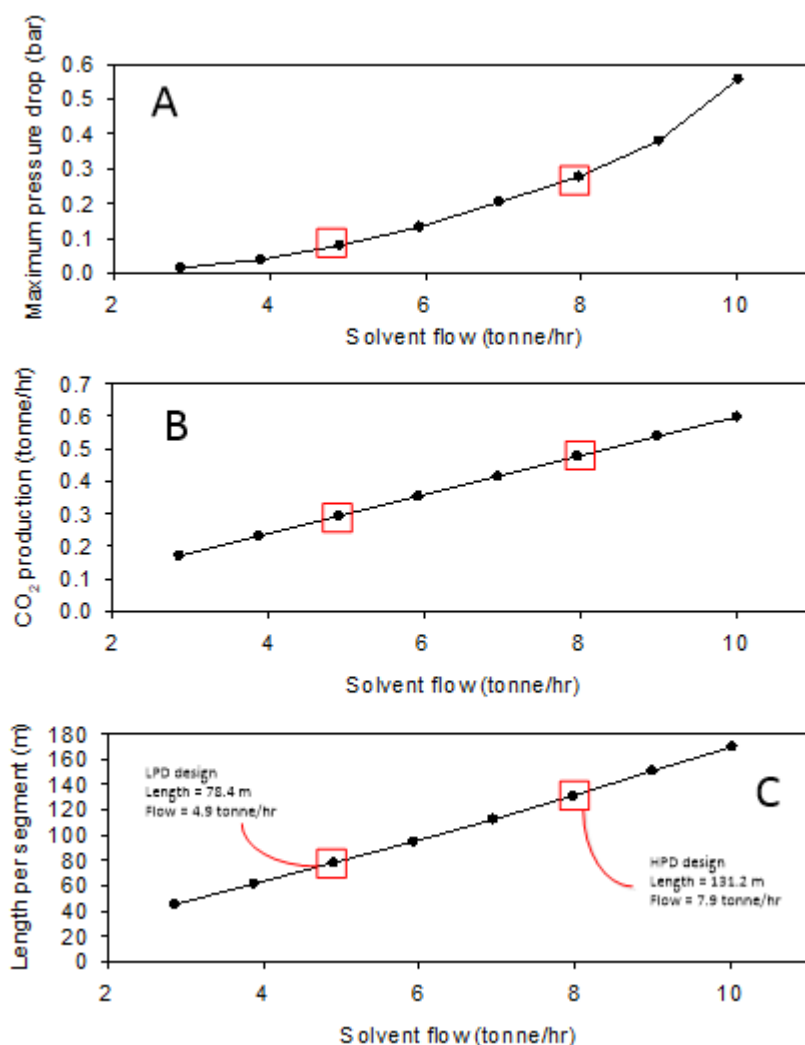 Maximum pressure drop (bar)
0.6
0.5
0.4
0.3
0.2
0.1
0.0
A
2 4 6 8 10
Solvent flow (tonne/hr)
CO₂ production (tonne/hr)
0.7
0.6
0.5
0.4
0.3
0.2
0.1
0.0
B
2 4 6 8 10
Solvent flow (tonne/hr)
Length per segment (m)
180
160
140
120
100
80
60
40
20
0
LPD design
Length = 78.4 m
Flow = 4.9 tonne/hr
C
HPD design
Length = 131.2 m
Flow = 7.9 tonne/hr
2 4 6 8 10
Solvent flow (tonne/hr)